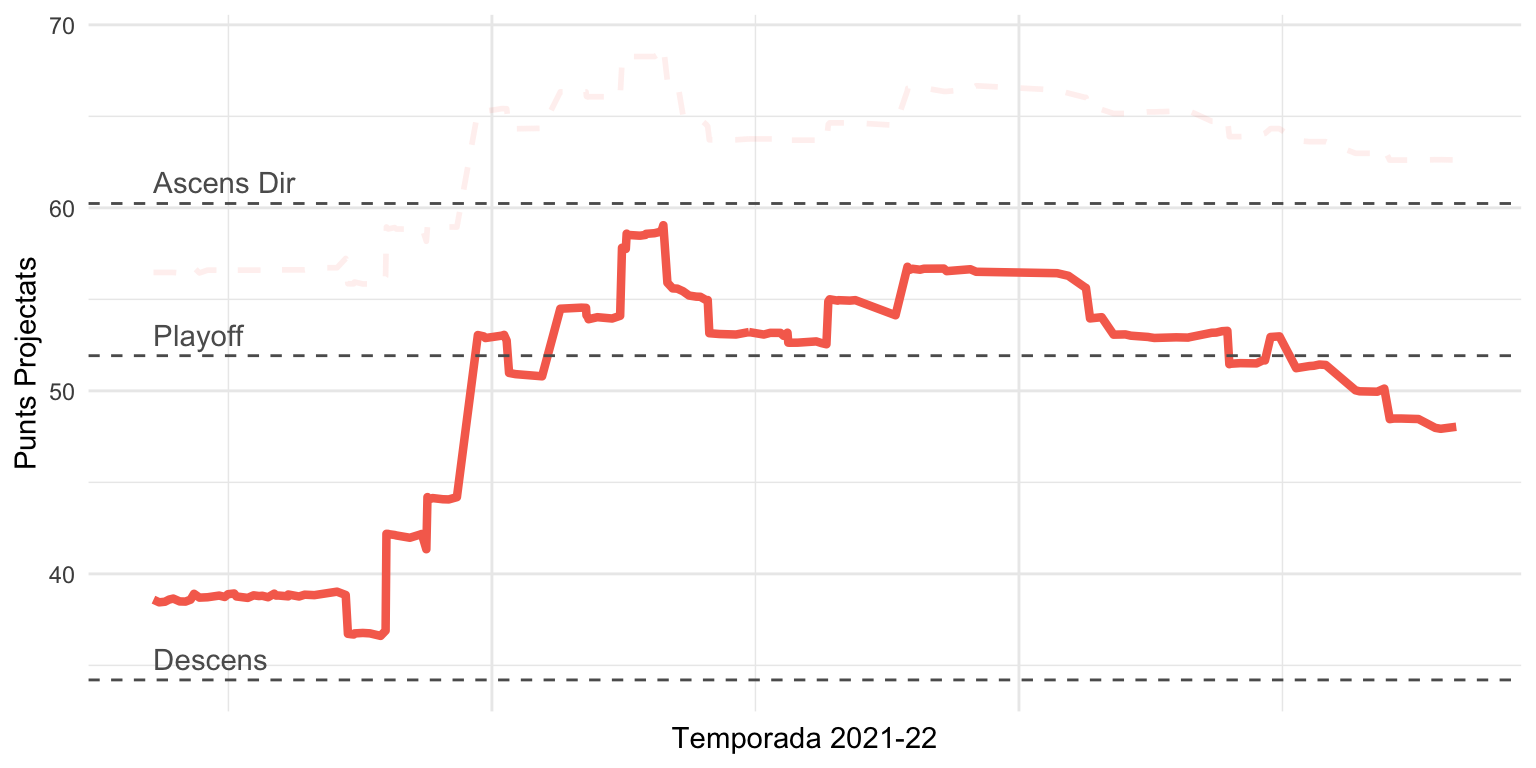 70
Ascens Dir
60
Playoff
50
40
Descens
Punts Projectats
Temporada 2021-22